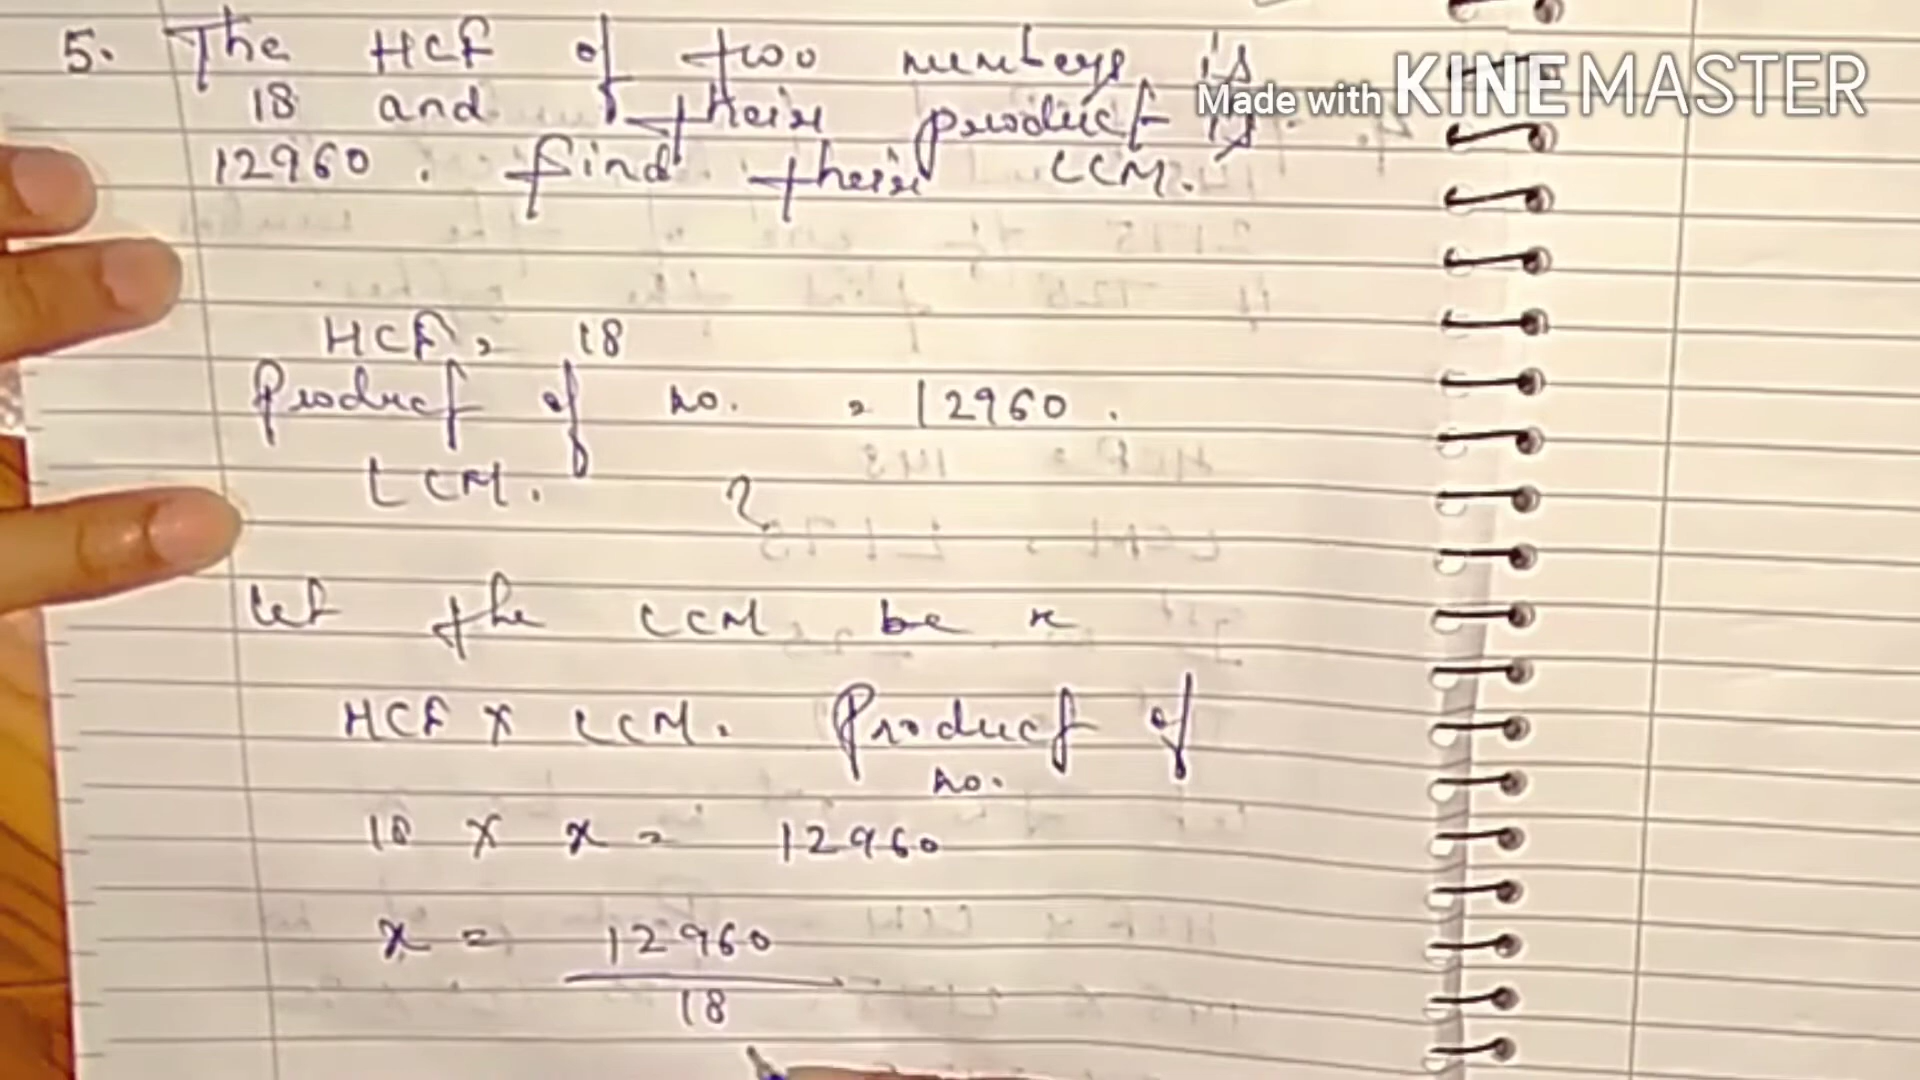 5. The HCF of two numbers is
Made with KINEMASTER
18 and their product is
12960. find their LCM.
HCF = 18
Product of no. = 12960.
LCM. ?
Let the LCM be x
HCF X LCM. Product of
no.
18 X x = 12960
x = 12960
18